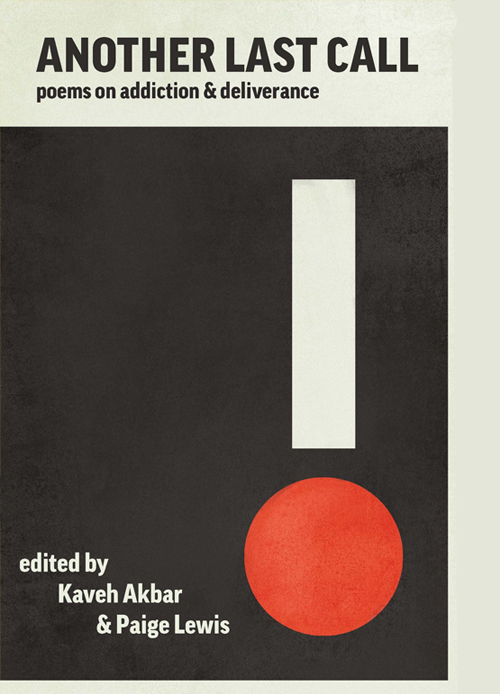 ANOTHER LAST CALL
poems on addiction & deliverance
edited by
Kaveh Akbar
& Paige Lewis